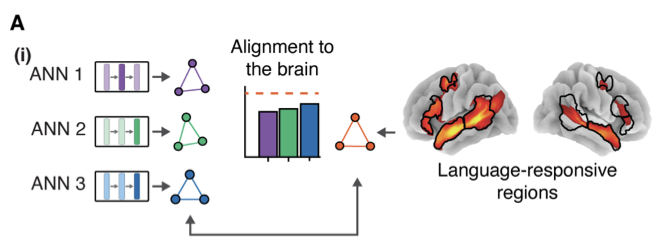 A
(i)
ANN 1
ANN 2
ANN 3
Alignment to
the brain
Language-responsive
regions